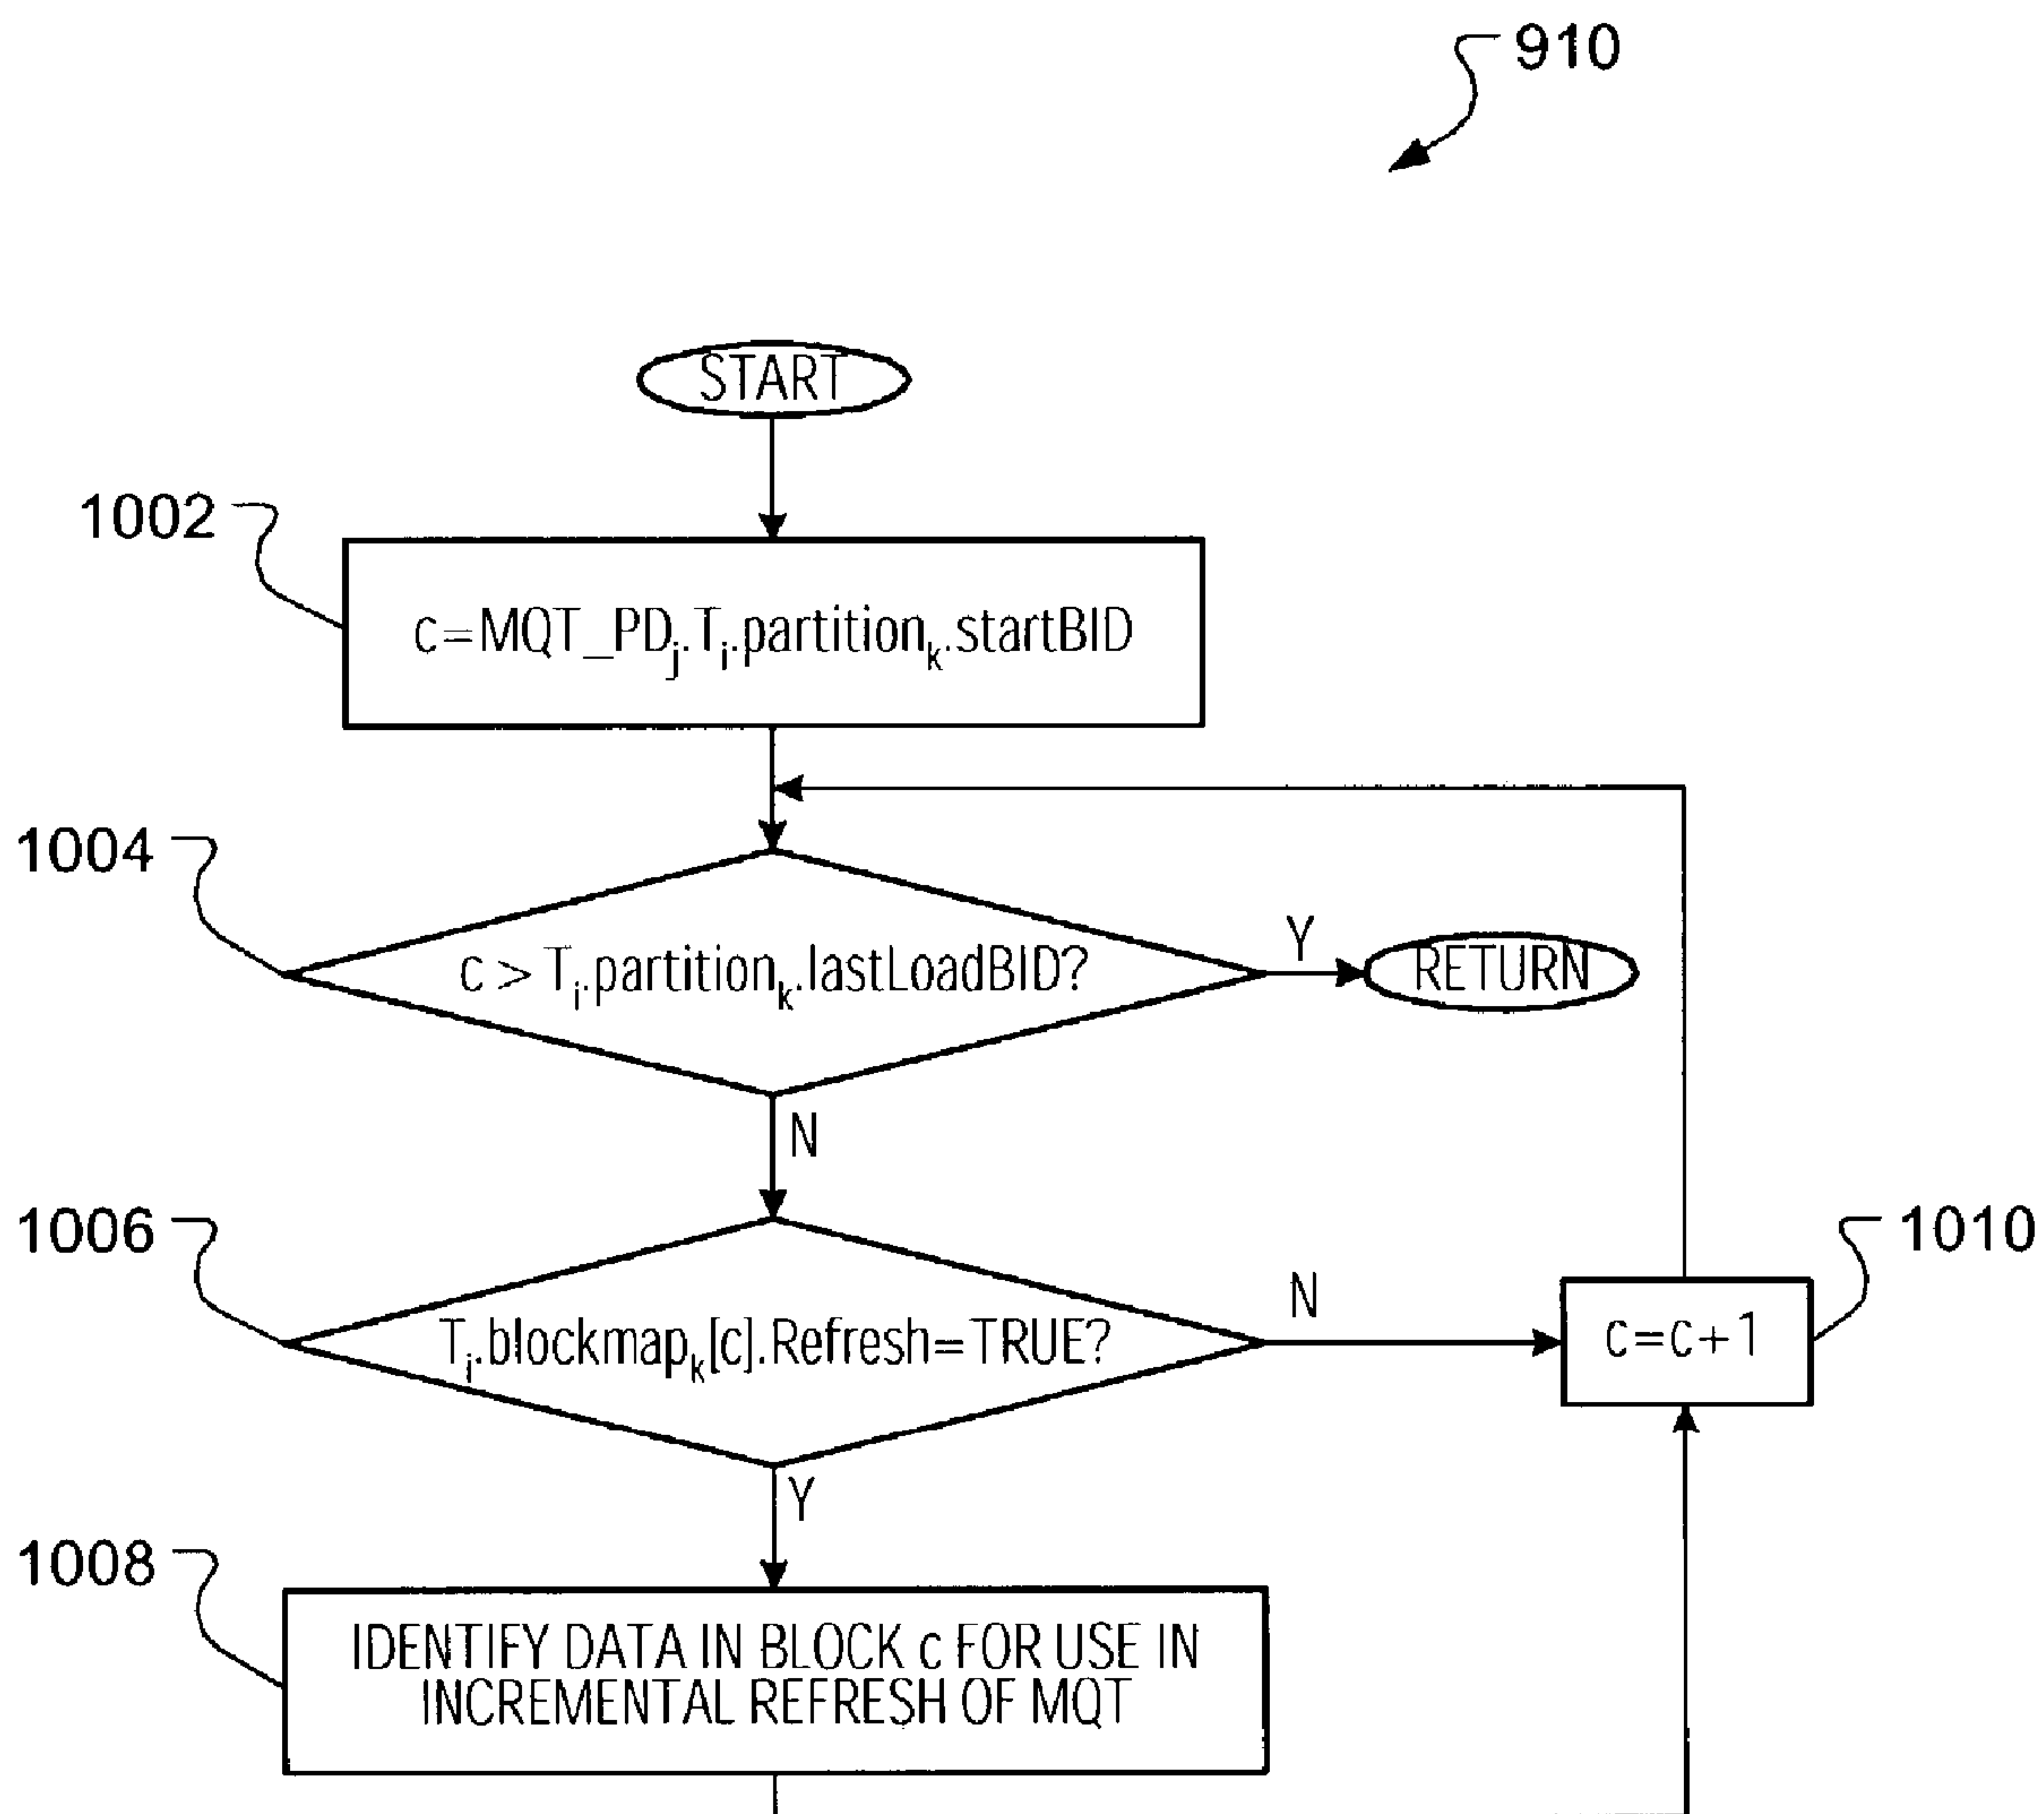 910
START
1002
c=MQT_PDⱼ.Tᵢ.partitionₖ.startBID
1004
c > Tᵢ.partitionₖ.lastLoadBID?
Y
RETURN
N
1006
Tᵢ.blockmapₖ[c].Refresh=TRUE?
N
1010
c=c+1
Y
1008
IDENTIFY DATA IN BLOCK c FOR USE IN
INCREMENTAL REFRESH OF MQT